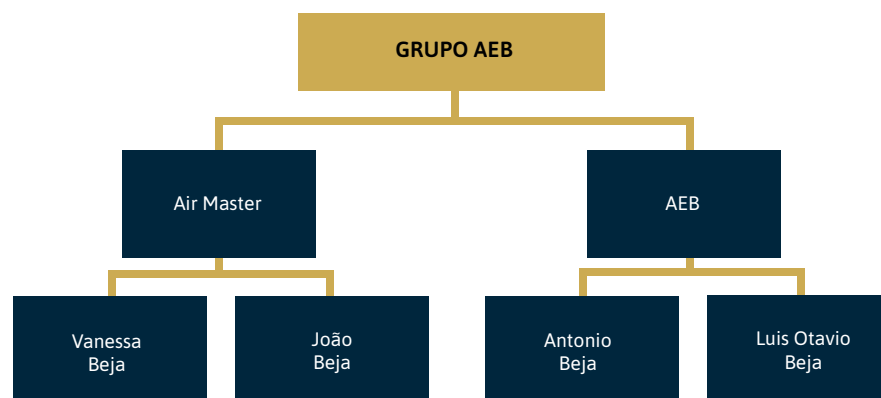 GRUPO AEB
Air Master
AEB
Vanessa
Beja
João
Beja
Antonio
Beja
Luis Otavio
Beja